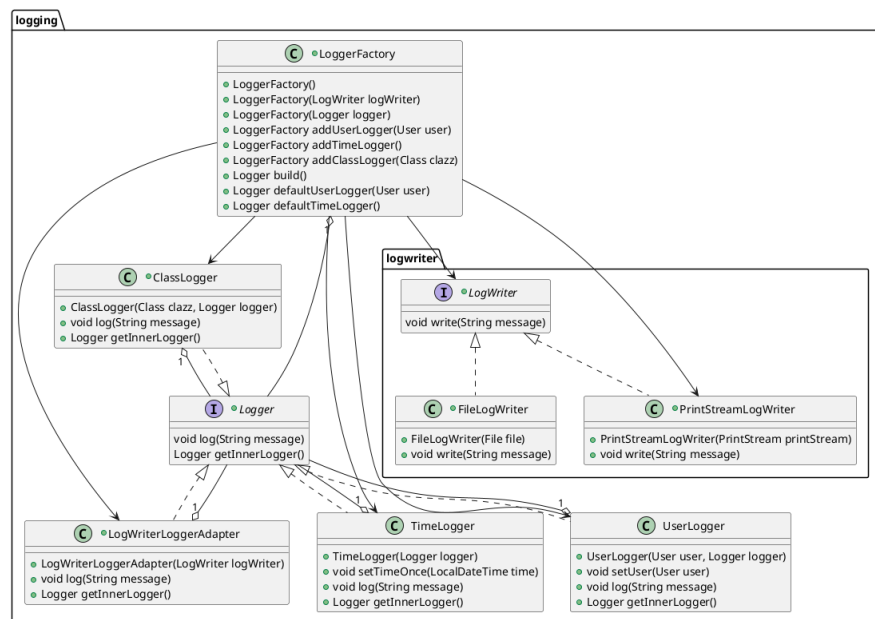 logging
C LoggerFactory
LoggerFactory()
LoggerFactory(LogWriter logWriter)
LoggerFactory(Logger logger)
LoggerFactory addUserLogger(User user)
LoggerFactory addTimeLogger()
LoggerFactory addClassLogger(Class clazz)
Logger build()
Logger defaultUserLogger(User user)
Logger defaultTimeLogger()
1
logwriter
C ClassLogger
ClassLogger(Class clazz, Logger logger)
void log(String message)
Logger getInnerLogger()
1
I LogWriter
void write(String message)
I Logger
void log(String message)
Logger getInnerLogger()
C FileLogWriter
FileLogWriter(File file)
void write(String message)
C PrintStreamLogWriter
PrintStreamLogWriter(PrintStream printStream)
void write(String message)
1
1
1
C LogWriterLoggerAdapter
LogWriterLoggerAdapter(LogWriter logWriter)
void log(String message)
Logger getInnerLogger()
C TimeLogger
TimeLogger(Logger logger)
void setTimeOnce(LocalDateTime time)
void log(String message)
Logger getInnerLogger()
C UserLogger
UserLogger(User user, Logger logger)
void setUser(User user)
void log(String message)
Logger getInnerLogger()